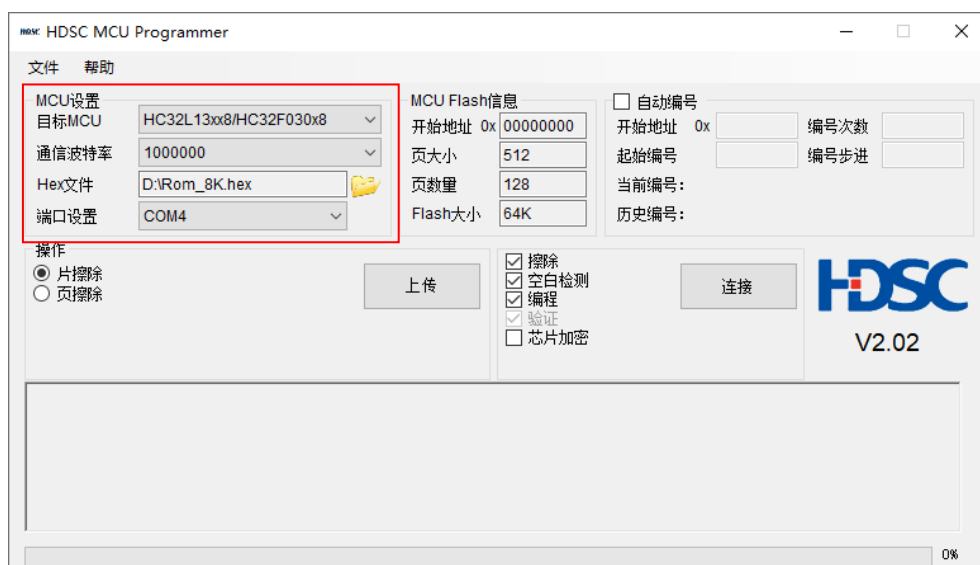 HDSC HDSC MCU Programmer
文件 帮助
MCU设置
目标MCU HC32L13xx8/HC32F030x8
通信波特率 1000000
Hex文件 D:\Rom_8K.hex
端口设置 COM4
MCU Flash信息
开始地址 0x 00000000
页大小 512
页数量 128
Flash大小 64K
自动编号
开始地址 0x 编号次数
起始编号 编号步进
当前编号:
历史编号:
操作
片擦除
页擦除
上传
擦除
空白检测
编程
验证
芯片加密
连接
HDSC
V2.02
0%